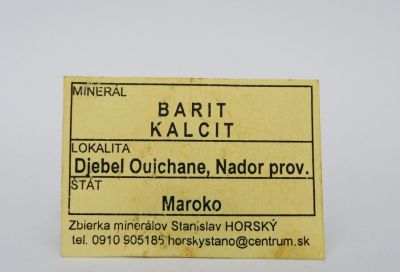 MINERÁL
BARIT
KALCIT
LOKALITA
Djebel Ouichane, Nador prov.
ŠTÁT
Maroko
Zbierka minerálov Stanislav HORSKÝ
tel. 0910 905185 horskystano@centrum.sk